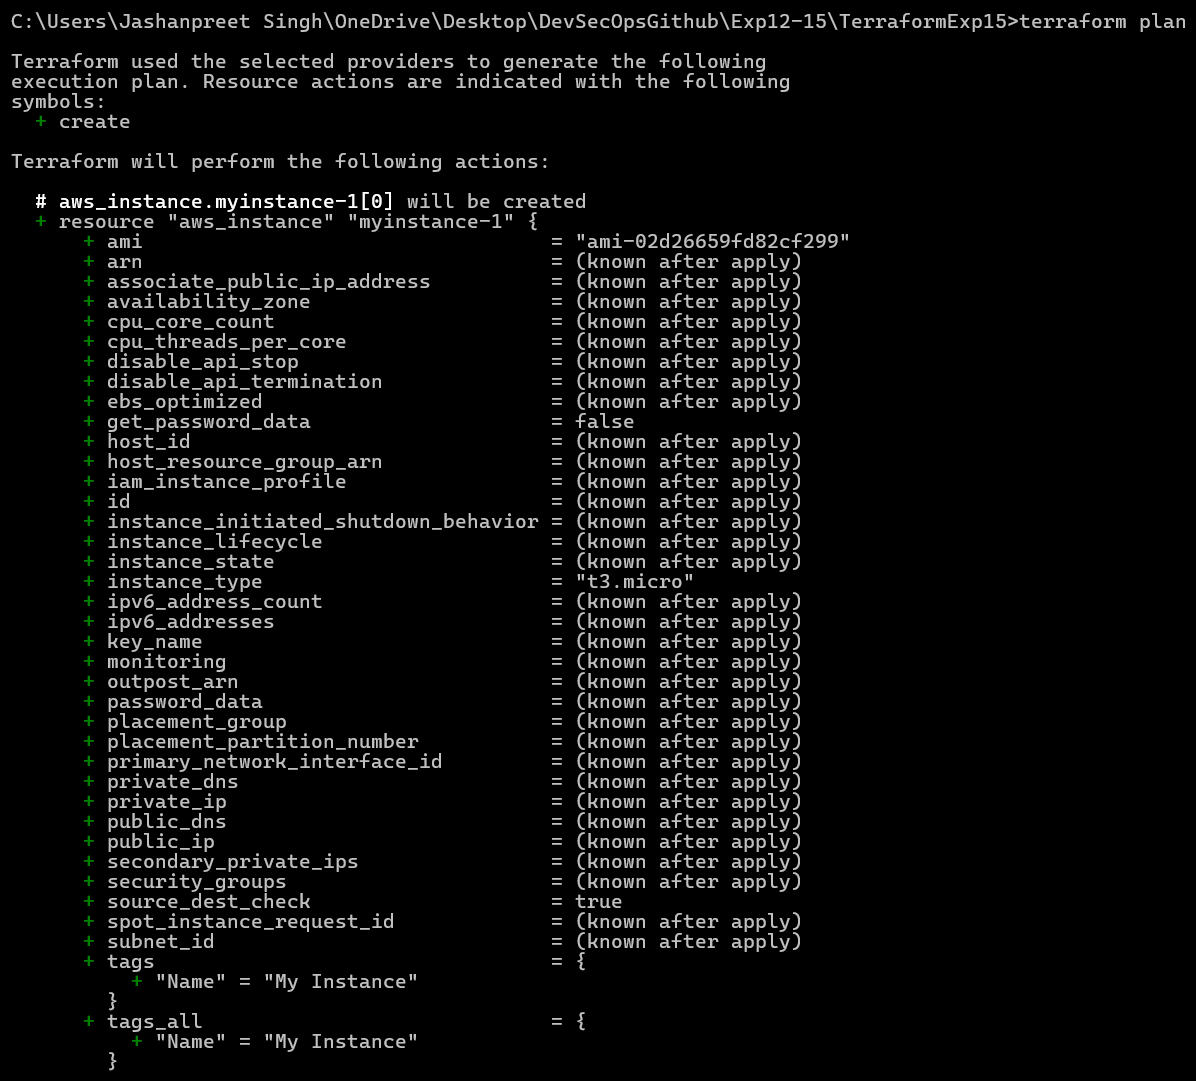 C:\Users\Jashanpreet Singh\OneDrive\Desktop\DevSecOpsGithub\Exp12-15\TerraformExp15>terraform plan
Terraform used the selected providers to generate the following
execution plan. Resource actions are indicated with the following
symbols:
  + create
Terraform will perform the following actions:
  # aws_instance.myinstance-1[0] will be created
  + resource "aws_instance" "myinstance-1" {
      + ami                                  = "ami-02d26659fd82cf299"
      + arn                                  = (known after apply)
      + associate_public_ip_address          = (known after apply)
      + availability_zone                    = (known after apply)
      + cpu_core_count                       = (known after apply)
      + cpu_threads_per_core                 = (known after apply)
      + disable_api_stop                     = (known after apply)
      + disable_api_termination              = (known after apply)
      + ebs_optimized                        = (known after apply)
      + get_password_data                    = false
      + host_id                              = (known after apply)
      + host_resource_group_arn              = (known after apply)
      + iam_instance_profile                 = (known after apply)
      + id                                   = (known after apply)
      + instance_initiated_shutdown_behavior = (known after apply)
      + instance_lifecycle                   = (known after apply)
      + instance_state                       = (known after apply)
      + instance_type                        = "t3.micro"
      + ipv6_address_count                   = (known after apply)
      + ipv6_addresses                       = (known after apply)
      + key_name                             = (known after apply)
      + monitoring                           = (known after apply)
      + outpost_arn                          = (known after apply)
      + password_data                        = (known after apply)
      + placement_group                      = (known after apply)
      + placement_partition_number           = (known after apply)
      + primary_network_interface_id         = (known after apply)
      + private_dns                          = (known after apply)
      + private_ip                           = (known after apply)
      + public_dns                           = (known after apply)
      + public_ip                            = (known after apply)
      + secondary_private_ips                = (known after apply)
      + security_groups                      = (known after apply)
      + source_dest_check                    = true
      + spot_instance_request_id             = (known after apply)
      + subnet_id                            = (known after apply)
      + tags                                 = {
          + "Name" = "My Instance"
        }
      + tags_all                             = {
          + "Name" = "My Instance"
        }